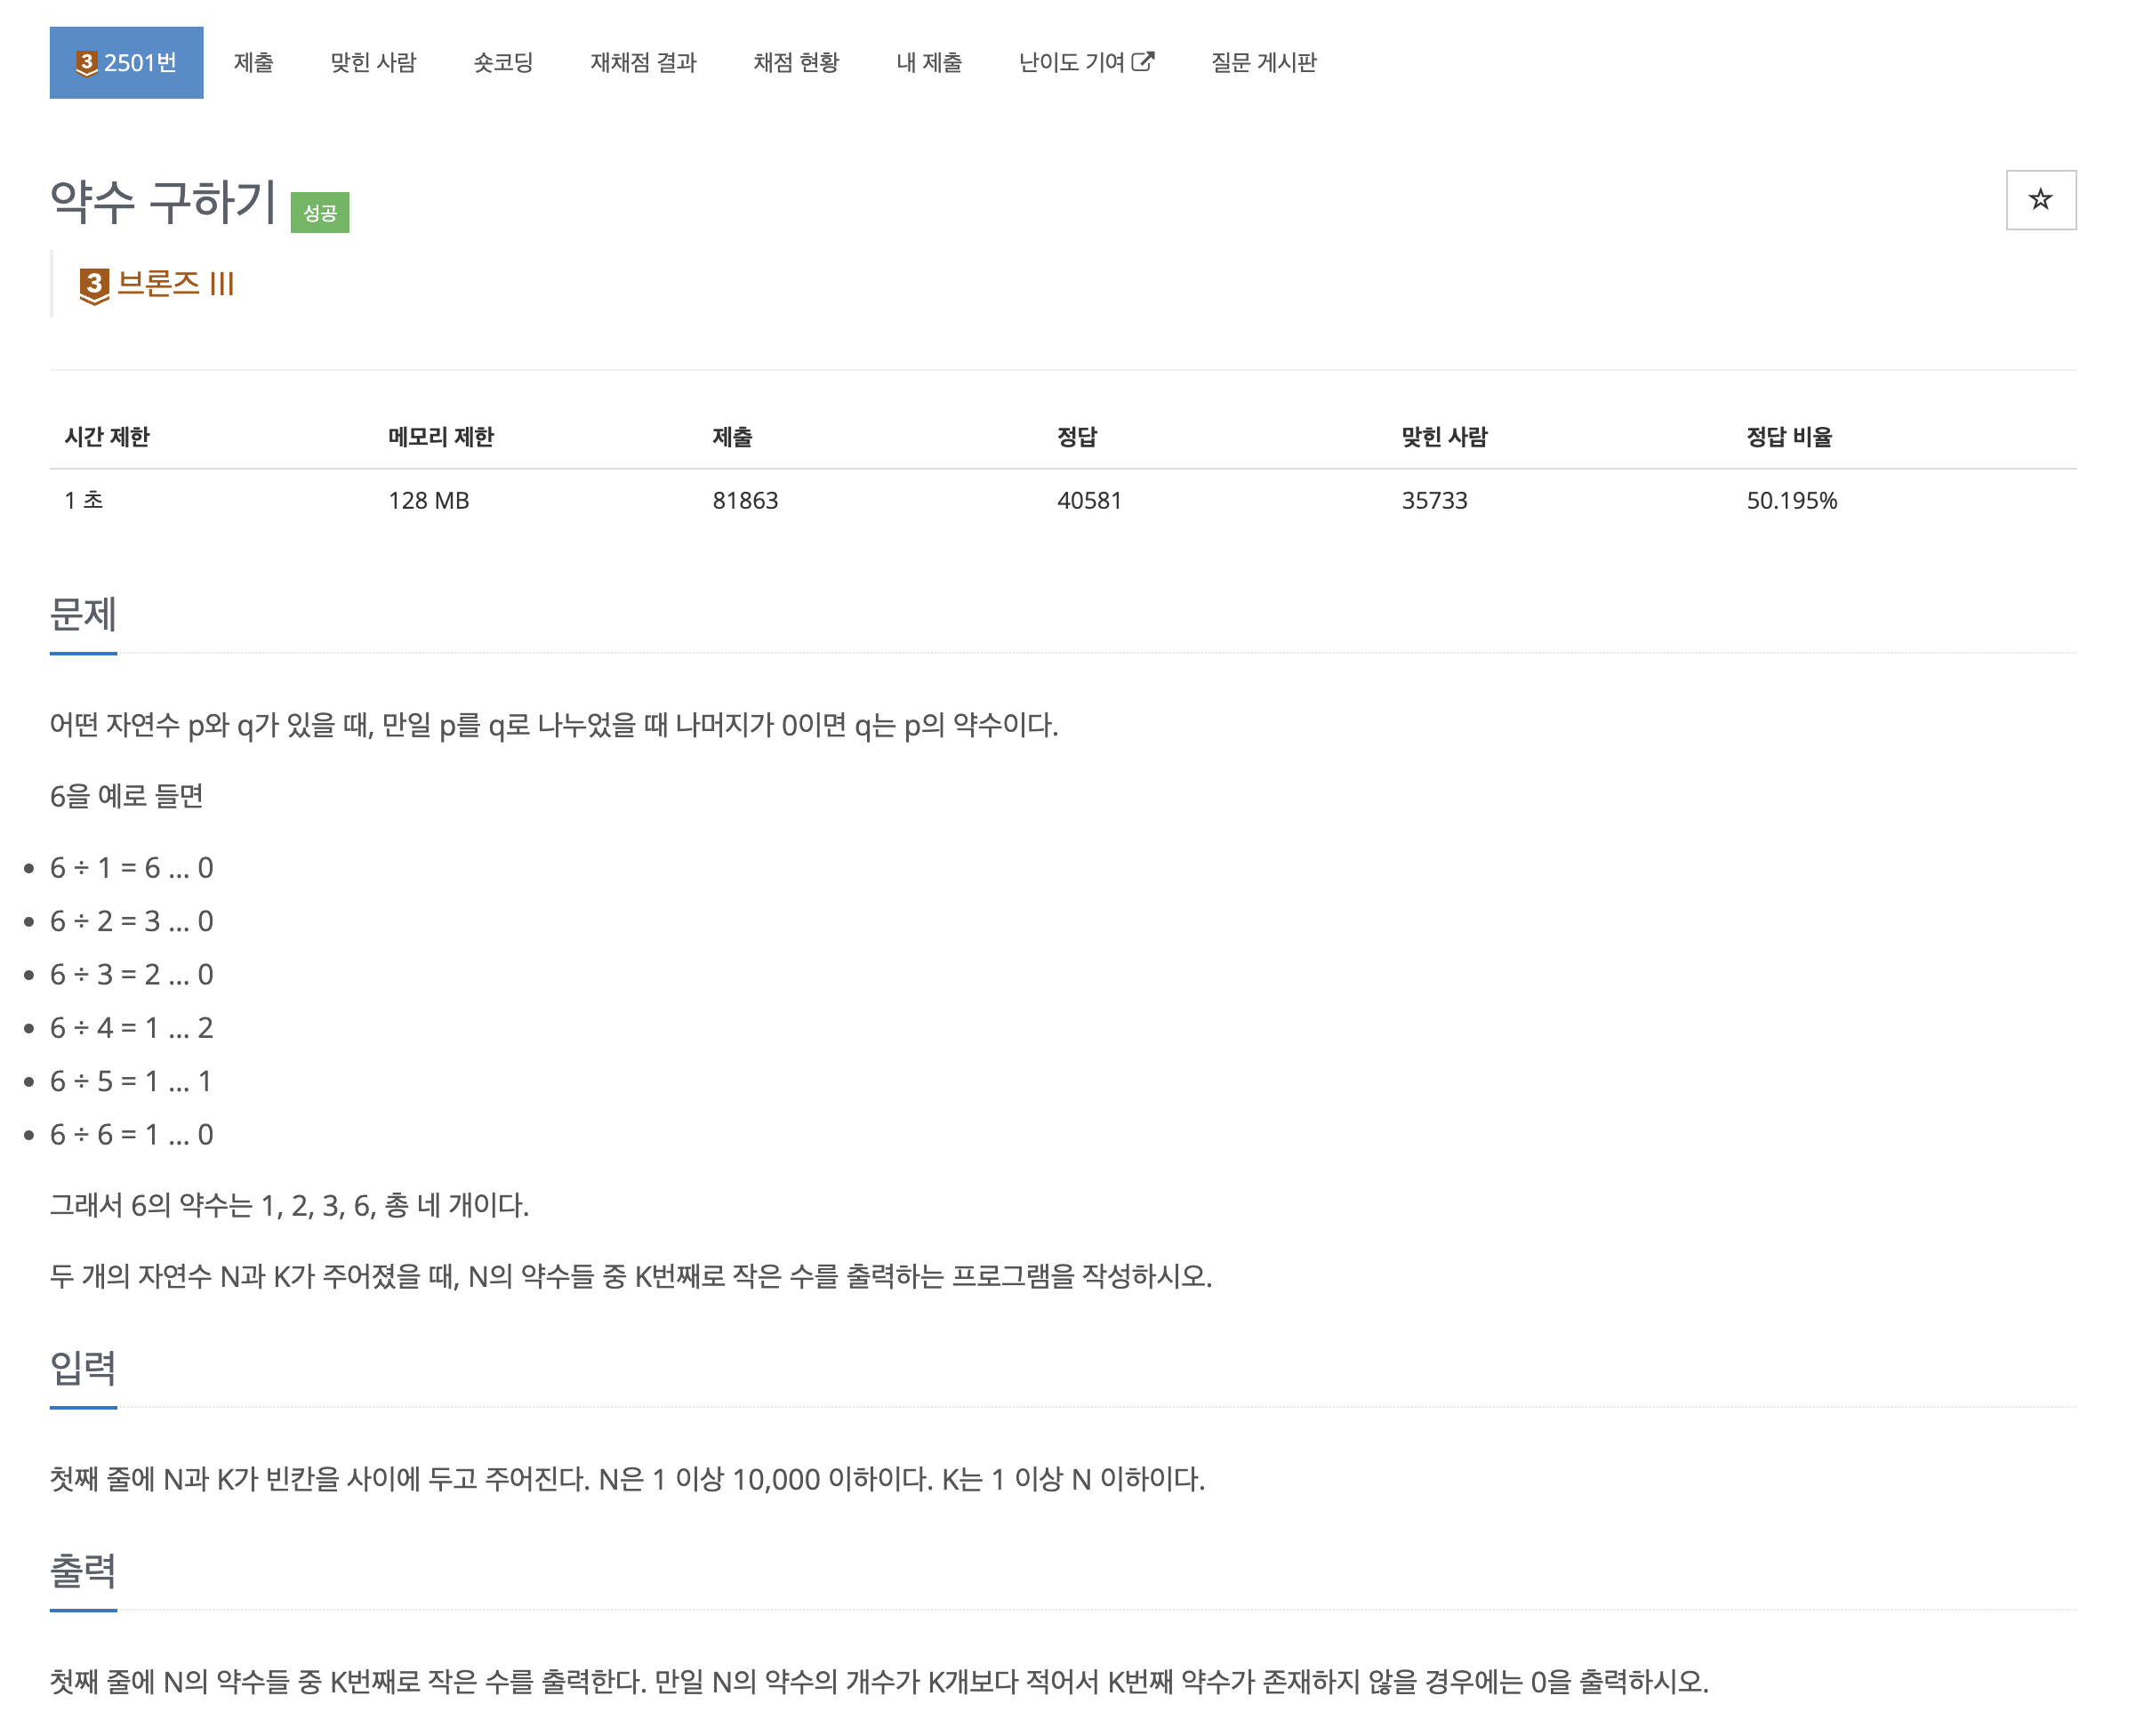 3 2501번 제출 맞힌 사람 숏코딩 재채점 결과 채점 현황 내 제출 난이도 기여 질문 게시판
약수 구하기 성공
3 브론즈 III
시간 제한 메모리 제한 제출 정답 맞힌 사람 정답 비율
1 초 128 MB 81863 40581 35733 50.195%
문제
어떤 자연수 p와 q가 있을 때, 만일 p를 q로 나누었을 때 나머지가 0이면 q는 p의 약수이다.
6을 예로 들면
• 6 ÷ 1 = 6 ... 0
• 6 ÷ 2 = 3 ... 0
• 6 ÷ 3 = 2 ... 0
• 6 ÷ 4 = 1 ... 2
• 6 ÷ 5 = 1 ... 1
• 6 ÷ 6 = 1 ... 0
그래서 6의 약수는 1, 2, 3, 6, 총 네 개이다.
두 개의 자연수 N과 K가 주어졌을 때, N의 약수들 중 K번째로 작은 수를 출력하는 프로그램을 작성하시오.
입력
첫째 줄에 N과 K가 빈칸을 사이에 두고 주어진다. N은 1 이상 10,000 이하이다. K는 1 이상 N 이하이다.
출력
첫째 줄에 N의 약수들 중 K번째로 작은 수를 출력한다. 만일 N의 약수의 개수가 K개보다 적어서 K번째 약수가 존재하지 않을 경우에는 0을 출력하시오.